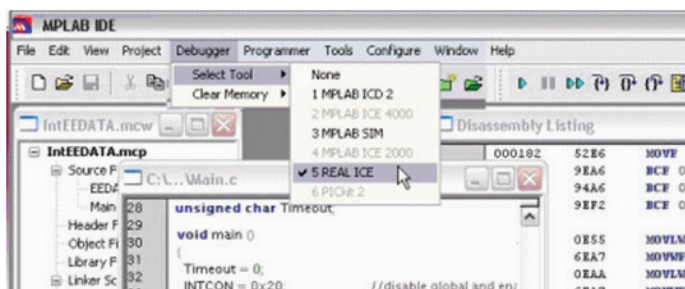 MPLAB IDE
File Edit View Project Debugger Programmer Tools Configure Window Help
Select Tool
Clear Memory
None
1 MPLAB ICD 2
2 MPLAB ICE 4000
3 MPLAB SIM
4 MPLAB ICE 2000
5 REAL ICE
6 PICkit 2
IntEEDATA.mcw
IntEEDATA.mcp
Source F
EEDA
Main
Header F
Object Fi
Library F
Linker Sc
C:\...\Main.c
28 unsigned char Timeout;
29
30 void main ()
31 {
32 Timeout = 0;
INTCON = 0x20; //disable global and en
Disassembly Listing
000182 52E6 MOVF
9EA6 BCF 0
94A6 BCF 0
9EF2 BCF 0
0E55 MOVLW
6EA7 MOVWF
0EAA MOVLW